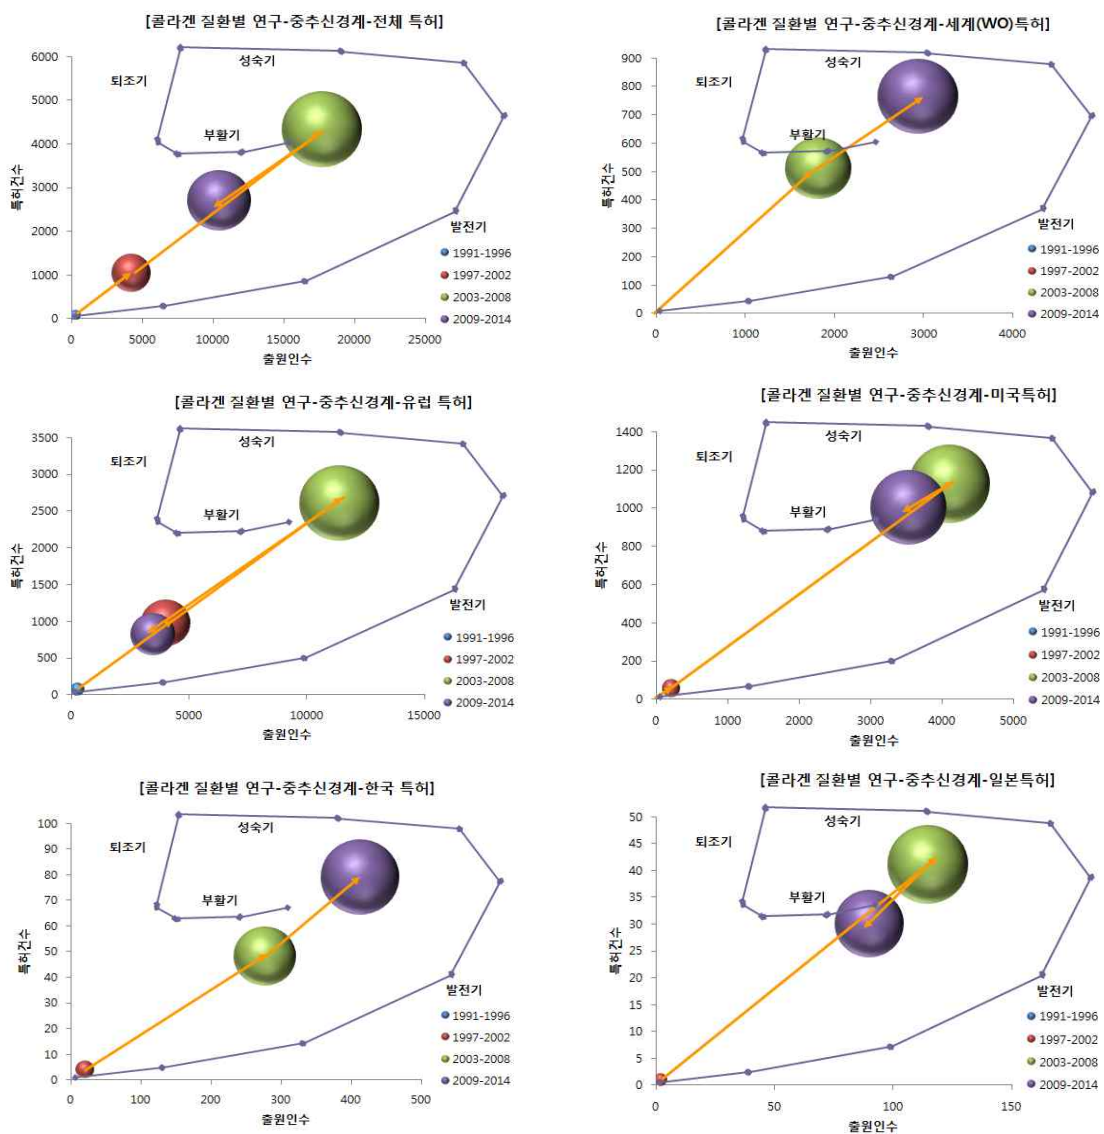 [콜라겐 질환별 연구-중추신경계-전체 특허]
6000
5000
4000
3000
2000
1000
0
0 5000 10000 15000 20000 25000
특허건수
출원인수
퇴조기
성숙기
부활기
발전기
1991-1996
1997-2002
2003-2008
2009-2014
[콜라겐 질환별 연구-중추신경계-세계(WO)특허]
900
800
700
600
500
400
300
200
100
0
0 1000 2000 3000 4000
특허건수
출원인수
퇴조기
성숙기
부활기
발전기
1991-1996
1997-2002
2003-2008
2009-2014
[콜라겐 질환별 연구-중추신경계-유럽 특허]
3500
3000
2500
2000
1500
1000
500
0
0 5000 10000 15000
특허건수
출원인수
퇴조기
성숙기
부활기
발전기
1991-1996
1997-2002
2003-2008
2009-2014
[콜라겐 질환별 연구-중추신경계-미국특허]
1400
1200
1000
800
600
400
200
0
0 1000 2000 3000 4000 5000
특허건수
출원인수
퇴조기
성숙기
부활기
발전기
1991-1996
1997-2002
2003-2008
2009-2014
[콜라겐 질환별 연구-중추신경계-한국 특허]
100
90
80
70
60
50
40
30
20
10
0
0 100 200 300 400 500
특허건수
출원인수
퇴조기
성숙기
부활기
발전기
1991-1996
1997-2002
2003-2008
2009-2014
[콜라겐 질환별 연구-중추신경계-일본특허]
50
45
40
35
30
25
20
15
10
5
0
0 50 100 150
특허건수
출원인수
퇴조기
성숙기
부활기
발전기
1991-1996
1997-2002
2003-2008
2009-2014